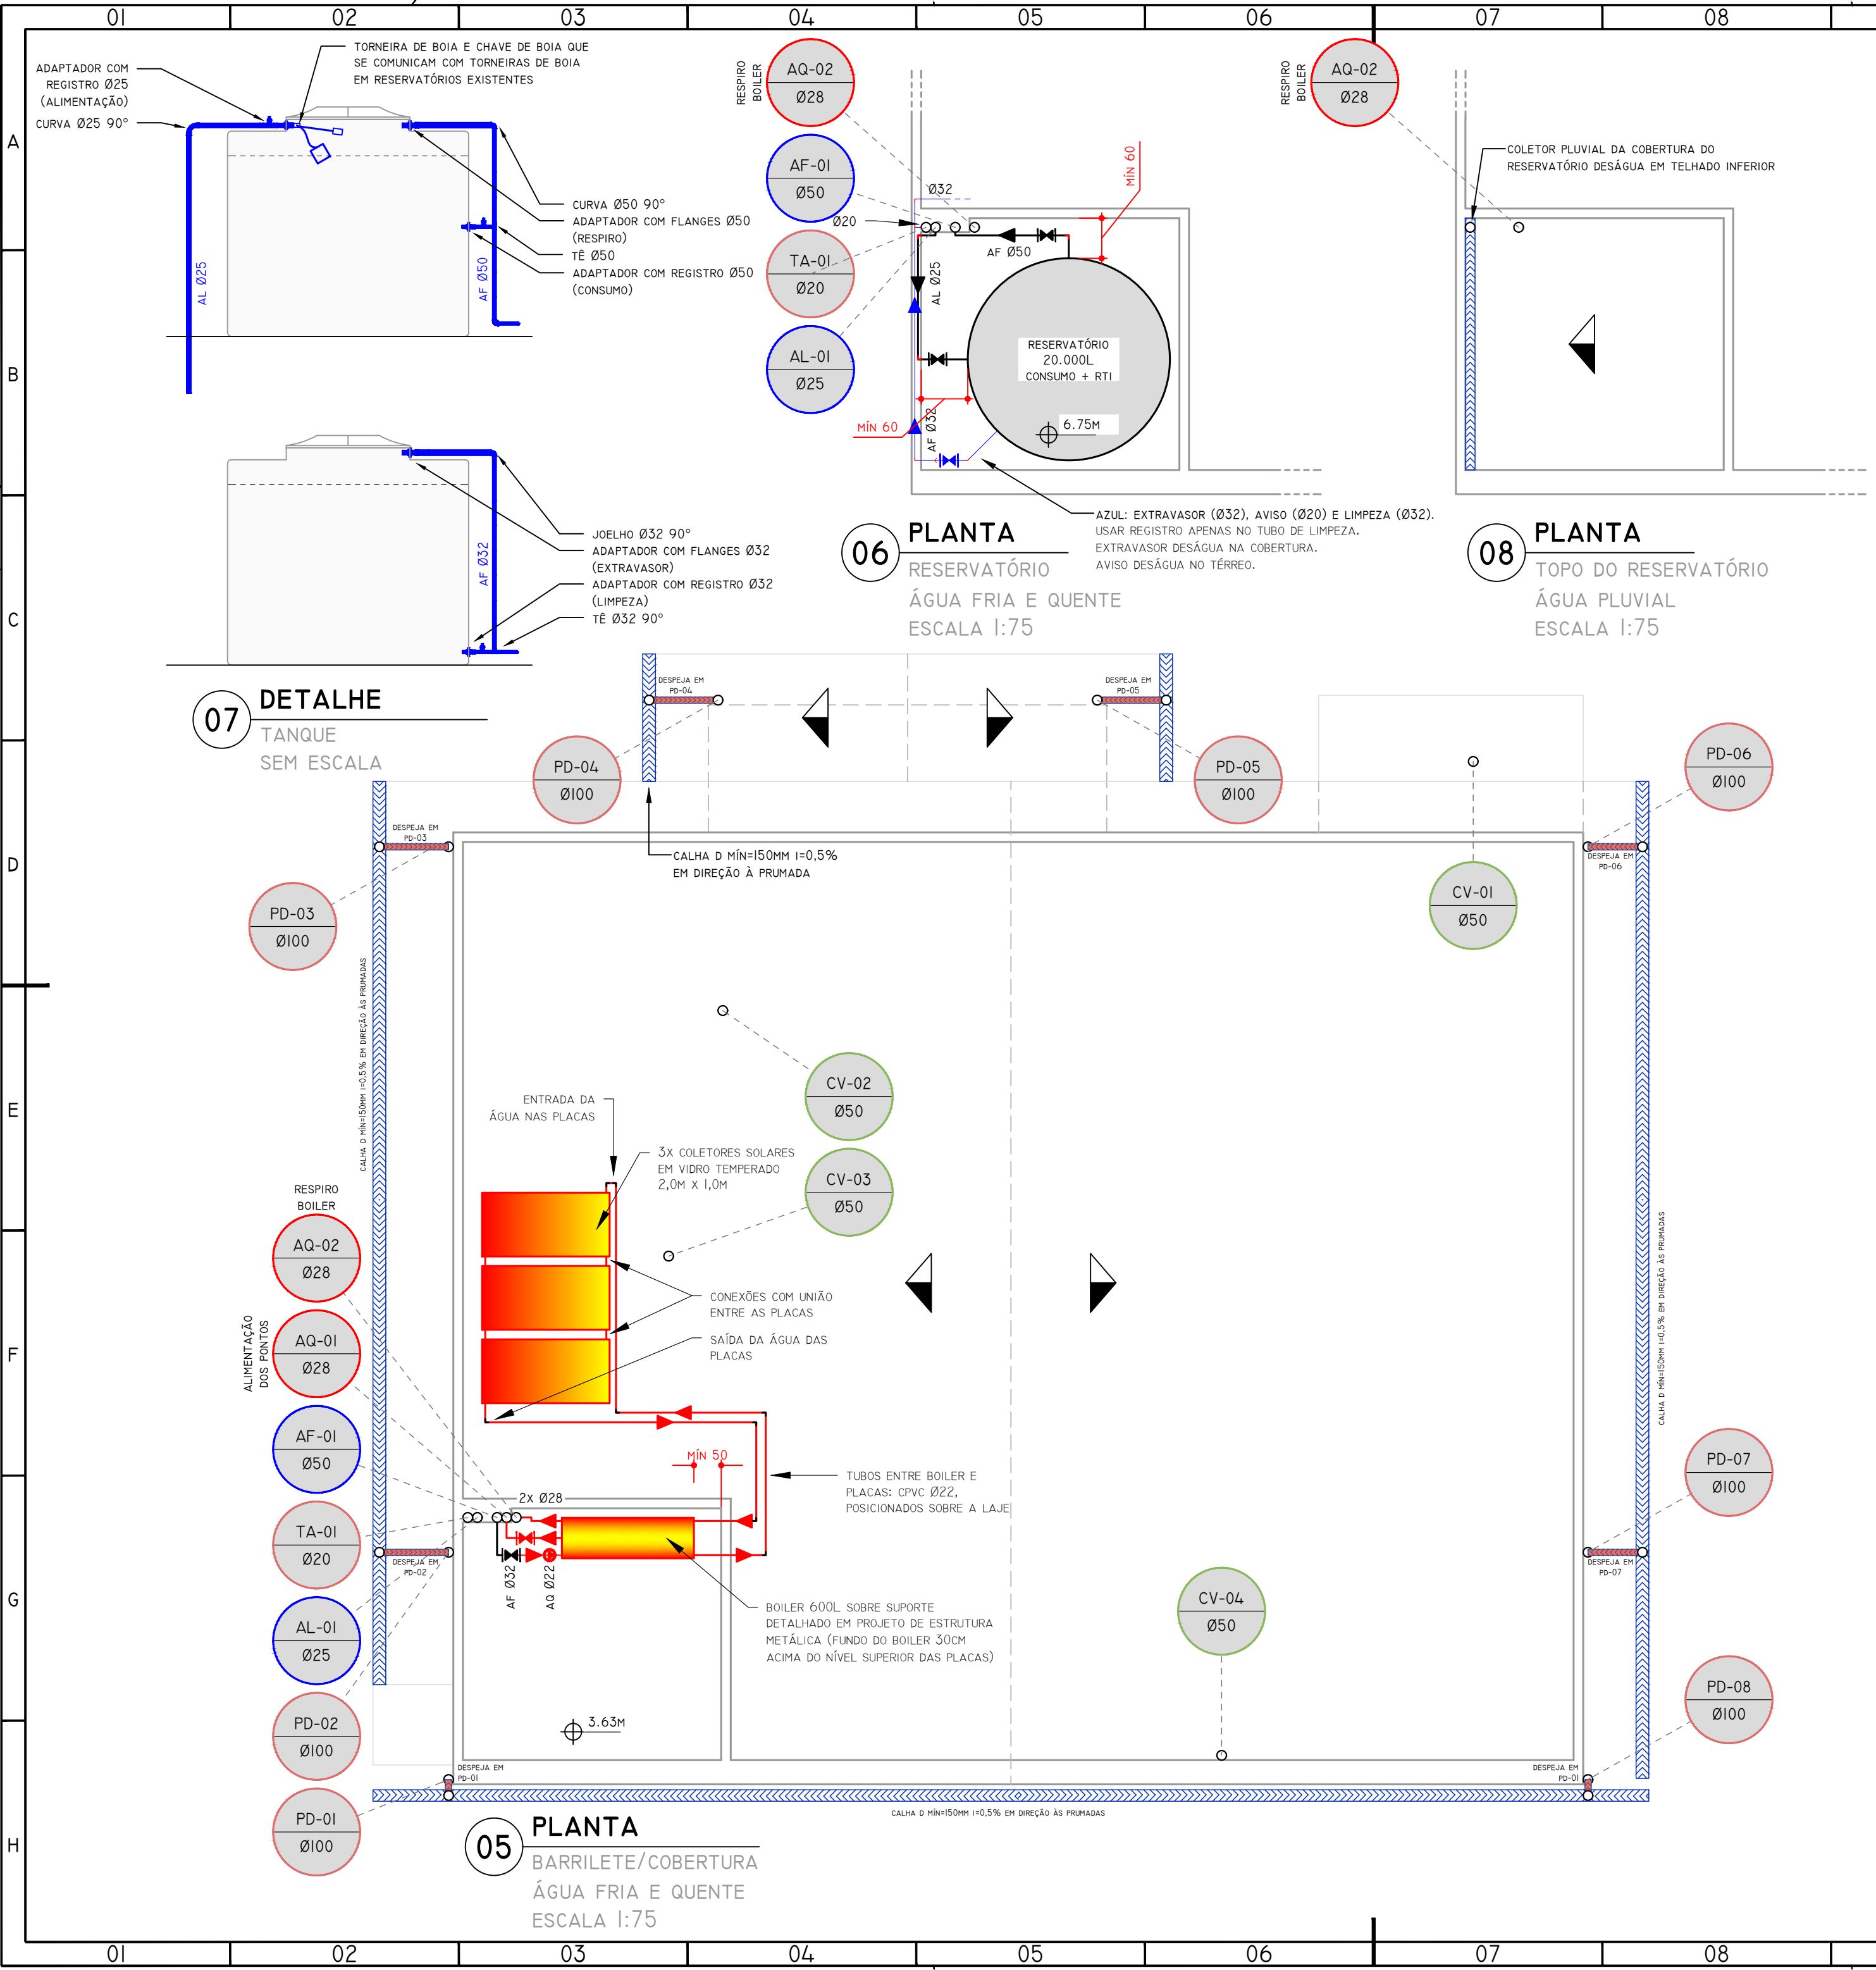 01
02
03
04
05
06
07
08
A
B
C
D
E
F
G
H
TORNEIRA DE BOIA E CHAVE DE BOIA QUE
SE COMUNICAM COM TORNEIRAS DE BOIA
EM RESERVATÓRIOS EXISTENTES
ADAPTADOR COM
REGISTRO Ø25
(ALIMENTAÇÃO)
CURVA Ø25 90°
AL Ø25
AF Ø50
CURVA Ø50 90°
ADAPTADOR COM FLANGES Ø50
(RESPIRO)
TÊ Ø50
ADAPTADOR COM REGISTRO Ø50
(CONSUMO)
AF Ø32
JOELHO Ø32 90°
ADAPTADOR COM FLANGES Ø32
(EXTRAVASOR)
ADAPTADOR COM REGISTRO Ø32
(LIMPEZA)
TÊ Ø32 90°
07
DETALHE
TANQUE
SEM ESCALA
RESPIRO
BOILER
AQ-02
Ø28
AF-01
Ø50
TA-01
Ø20
AL-01
Ø25
Ø32
Ø20
MÍN 60
AF Ø50
AL Ø25
RESERVATÓRIO
20.000L
CONSUMO + RTI
6.75M
MÍN 60
AF Ø32
AZUL: EXTRAVASOR (Ø32), AVISO (Ø20) E LIMPEZA (Ø32).
USAR REGISTRO APENAS NO TUBO DE LIMPEZA.
EXTRAVASOR DESÁGUA NA COBERTURA.
AVISO DESÁGUA NO TÉRREO.
06
PLANTA
RESERVATÓRIO
ÁGUA FRIA E QUENTE
ESCALA 1:75
RESPIRO
BOILER
AQ-02
Ø28
COLETOR PLUVIAL DA COBERTURA DO
RESERVATÓRIO DESÁGUA EM TELHADO INFERIOR
08
PLANTA
TOPO DO RESERVATÓRIO
ÁGUA PLUVIAL
ESCALA 1:75
DESPEJA EM
PD-04
DESPEJA EM
PD-05
PD-04
Ø100
PD-05
Ø100
PD-06
Ø100
DESPEJA EM
PD-03
CALHA D MÍN=150MM I=0,5%
EM DIREÇÃO À PRUMADA
DESPEJA EM
PD-06
PD-03
Ø100
CV-01
Ø50
CALHA D MÍN=150MM I=0,5% EM DIREÇÃO ÀS PRUMADAS
CV-02
Ø50
ENTRADA DA
ÁGUA NAS PLACAS
3X COLETORES SOLARES
EM VIDRO TEMPERADO
2,0M X 1,0M
CV-03
Ø50
RESPIRO
BOILER
AQ-02
Ø28
ALIMENTAÇÃO
DOS PONTOS
AQ-01
Ø28
CONEXÕES COM UNIÃO
ENTRE AS PLACAS
SAÍDA DA ÁGUA DAS
PLACAS
CALHA D MÍN=150MM I=0,5% EM DIREÇÃO ÀS PRUMADAS
AF-01
Ø50
MÍN 50
TUBOS ENTRE BOILER E
PLACAS: CPVC Ø22,
POSICIONADOS SOBRE A LAJE
PD-07
Ø100
2X Ø28
TA-01
Ø20
DESPEJA EM
PD-02
AF Ø32
AQ Ø22
DESPEJA EM
PD-07
BOILER 600L SOBRE SUPORTE
DETALHADO EM PROJETO DE ESTRUTURA
METÁLICA (FUNDO DO BOILER 30CM
ACIMA DO NÍVEL SUPERIOR DAS PLACAS)
CV-04
Ø50
AL-01
Ø25
PD-08
Ø100
PD-02
Ø100
3.63M
DESPEJA EM
PD-01
DESPEJA EM
PD-01
CALHA D MÍN=150MM I=0,5% EM DIREÇÃO ÀS PRUMADAS
PD-01
Ø100
05
PLANTA
BARRILETE/COBERTURA
ÁGUA FRIA E QUENTE
ESCALA 1:75
01
02
03
04
05
06
07
08